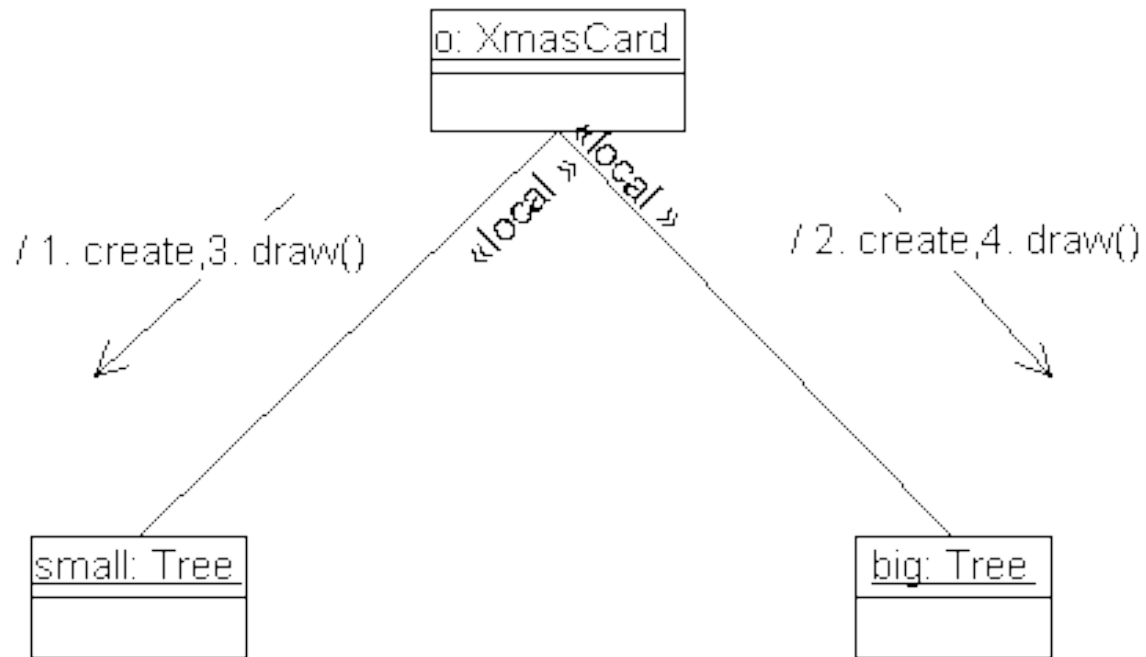 o: XmasCard
«local »
«local »
/ 1. create,3. draw()
/ 2. create,4. draw()
small: Tree
big: Tree